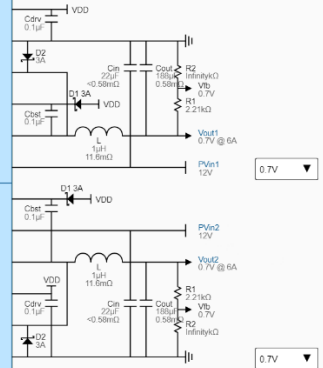 VDD
Cdrv
0.1µF
D2
3A
Cin
22µF
<0.58mΩ
Cout
188µF
0.58mΩ
R2
InfinitykΩ
Vfb
0.7V
R1
2.21kΩ
D1 3A
VDD
Cbst
0.1µF
L
1µH
11.6mΩ
Vout1
0.7V @ 6A
PVin1
12V
0.7V
D1 3A
VDD
Cbst
0.1µF
PVin2
12V
L
1µH
11.6mΩ
Vout2
0.7V @ 6A
VDD
Cdrv
0.1µF
Cin
22µF
<0.58mΩ
Cout
188µF
0.58mΩ
R1
2.21kΩ
Vfb
0.7V
R2
InfinitykΩ
D2
3A
0.7V